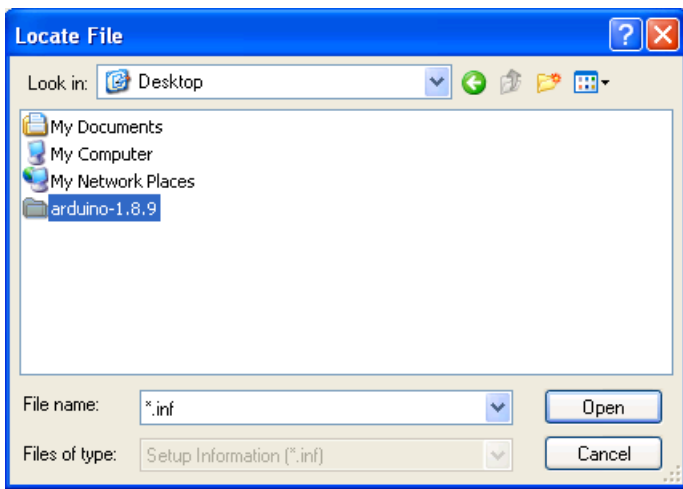 Locate File
Look in: Desktop
My Documents
My Computer
My Network Places
arduino-1.8.9
File name: *.inf Open
Files of type: Setup Information (*.inf) Cancel